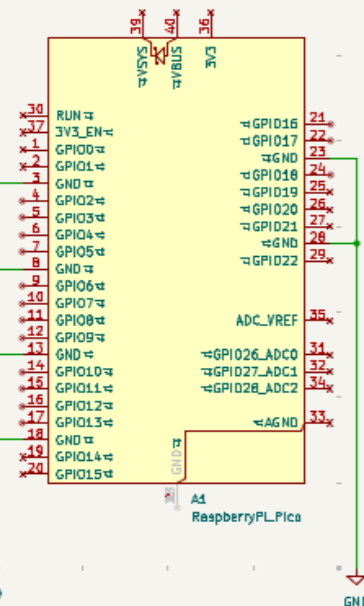 39
40
36
VSYS
VBUS
3V3
30 RUN
37 3V3_EN
1 GPIO0
2 GPIO1
3 GND
4 GPIO2
5 GPIO3
6 GPIO4
7 GPIO5
8 GND
9 GPIO6
10 GPIO7
11 GPIO8
12 GPIO9
13 GND
14 GPIO10
15 GPIO11
16 GPIO12
17 GPIO13
18 GND
19 GPIO14
20 GPIO15
GPIO16 21
GPIO17 22
GND 23
GPIO18 24
GPIO19 25
GPIO20 26
GPIO21 27
GND 28
GPIO22 29
ADC_VREF 35
GPIO26_ADC0 31
GPIO27_ADC1 32
GPIO28_ADC2 34
AGND 33
GND
A1
RaspberryPi_Pico
GND